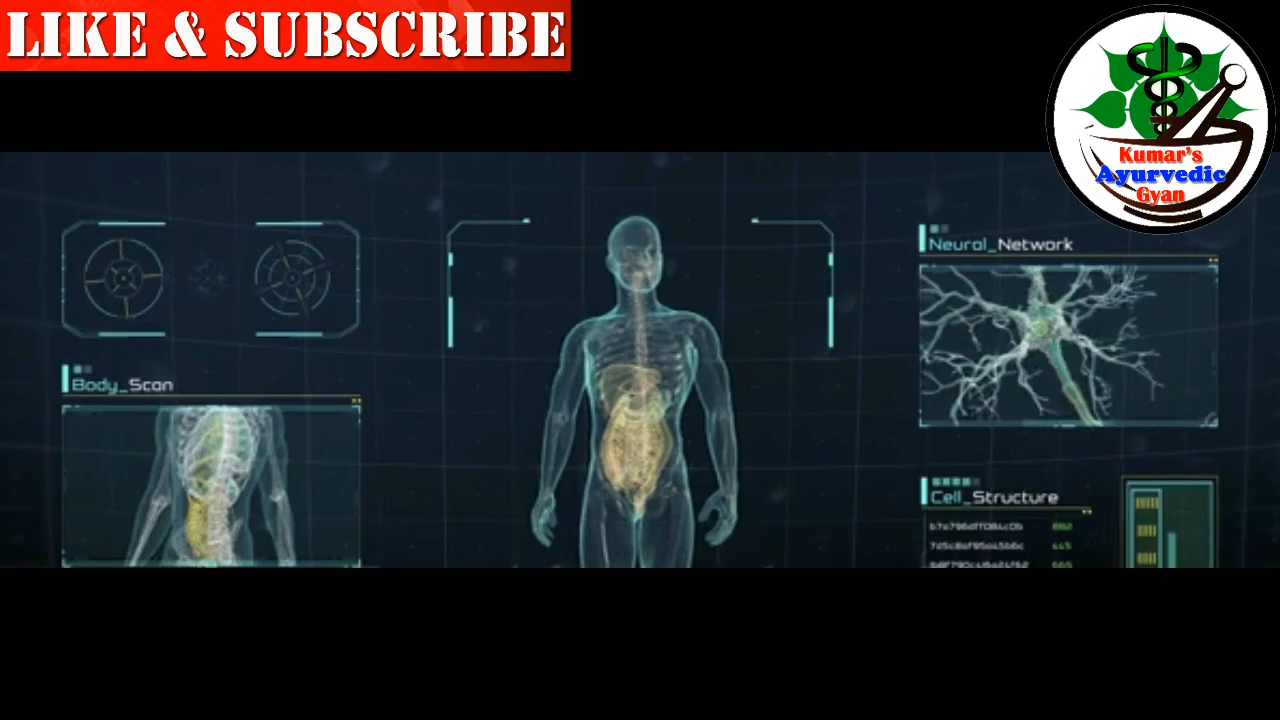 LIKE & SUBSCRIBE
Kumar's
Ayurvedic
Gyan
Neural_Network
Body_Scan
Cell_Structure